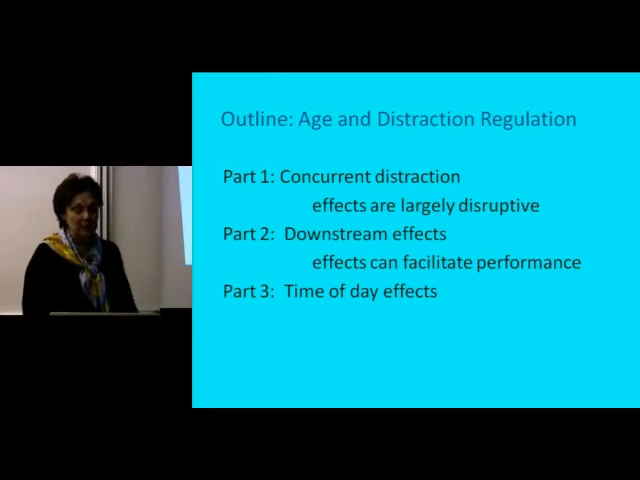 Outline: Age and Distraction Regulation
Part 1: Concurrent distraction
effects are largely disruptive
Part 2: Downstream effects
effects can facilitate performance
Part 3: Time of day effects